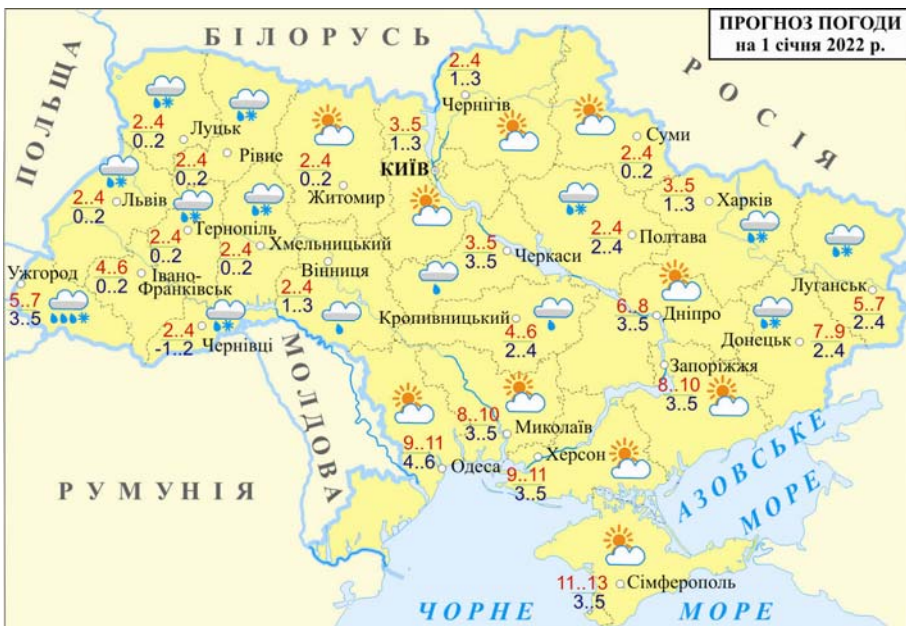 ПРОГНОЗ ПОГОДИ
на 1 січня 2022 р.
БІЛОРУСЬ
ПОЛЬЩА
РОСІЯ
2..4
1..3
Чернігів
2..4
0..2
Луцьк
2..4
0..2
Рівне
2..4
0..2
Житомир
3..5
1..3
КИЇВ
Суми
2..4
0..2
2..4
0..2
Львів
2..4
0..2
Тернопіль
2..4
0..2
Хмельницький
3..5
1..3
Харків
2..4
2..4
Полтава
3..5
3..5
Черкаси
Ужгород
5..7
3..5
4..6
0..2
Івано-
Франківськ
Вінниця
2..4
1..3
2..4
-1..2
Чернівці
Кропивницький
4..6
2..4
6..8
3..5
Дніпро
Луганськ
5..7
2..4
Донецьк
7..9
2..4
Запоріжжя
8..10
3..5
МОЛДОВА
8..10
3..5
Миколаїв
9..11
4..6
Одеса
Херсон
9..11
3..5
РУМУНІЯ
АЗОВСЬКЕ
МОРЕ
11..13
3..5
Сімферополь
ЧОРНЕ МОРЕ